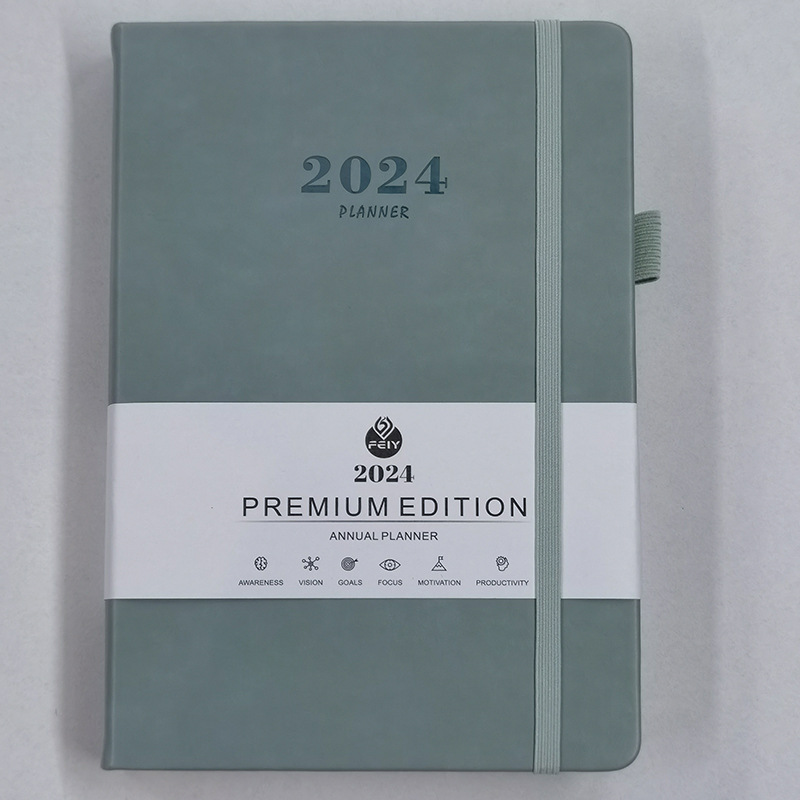 2024
PLANNER
FEIY
2024
PREMIUM EDITION
ANNUAL PLANNER
AWARENESS VISION GOALS FOCUS MOTIVATION PRODUCTIVITY